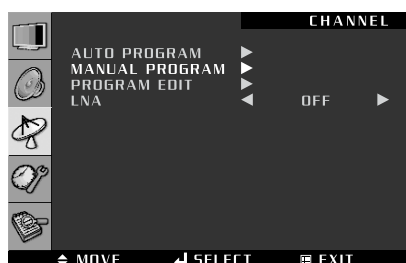 CHANNEL
AUTO PROGRAM
MANUAL PROGRAM
PROGRAM EDIT
LNA OFF
MOVE SELECT EXIT